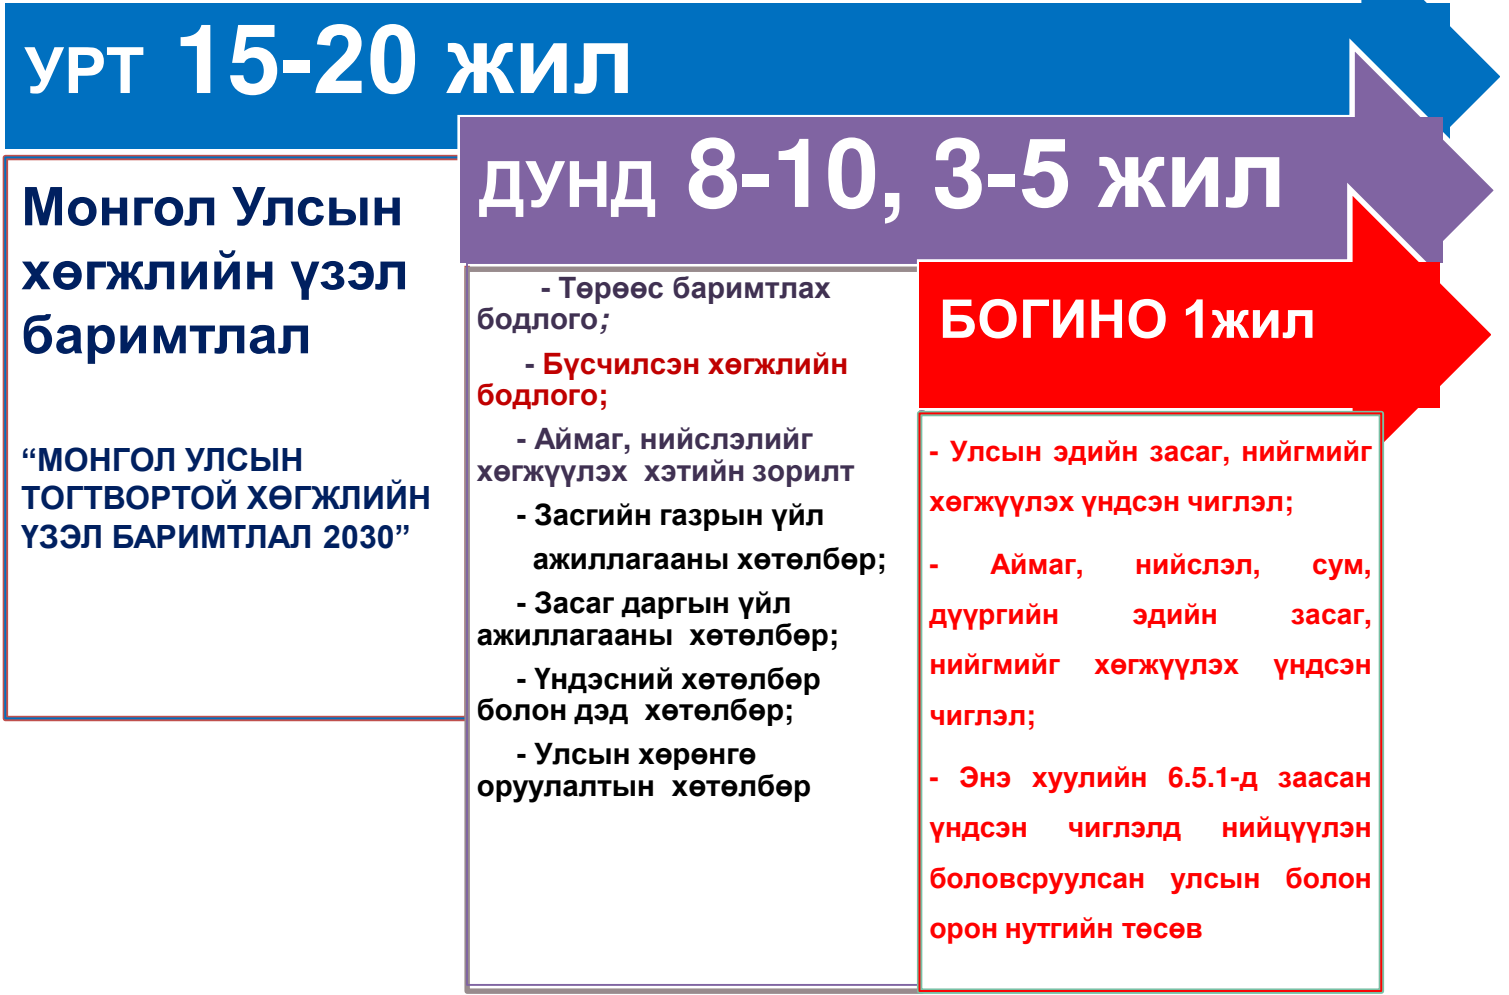 УРТ 15-20 жил
Монгол Улсын
хөгжлийн үзэл
баримтлал
“МОНГОЛ УЛСЫН
ТОГТВОРТОЙ ХӨГЖЛИЙН
ҮЗЭЛ БАРИМТЛАЛ 2030”
ДУНД 8-10, 3-5 жил
- Төрөөс баримтлах
бодлого;
- Бүсчилсэн хөгжлийн
бодлого;
- Аймаг, нийслэлийг
хөгжүүлэх хэтийн зорилт
- Засгийн газрын үйл
ажиллагааны хөтөлбөр;
- Засаг даргын үйл
ажиллагааны хөтөлбөр;
- Үндэсний хөтөлбөр
болон дэд хөтөлбөр;
- Улсын хөрөнгө
оруулалтын хөтөлбөр
БОГИНО 1жил
- Улсын эдийн засаг, нийгмийг
хөгжүүлэх үндсэн чиглэл;
- Аймаг, нийслэл, сум,
дүүргийн эдийн засаг,
нийгмийг хөгжүүлэх үндсэн
чиглэл;
- Энэ хуулийн 6.5.1-д заасан
үндсэн чиглэлд нийцүүлэн
боловсруулсан улсын болон
орон нутгийн төсөв